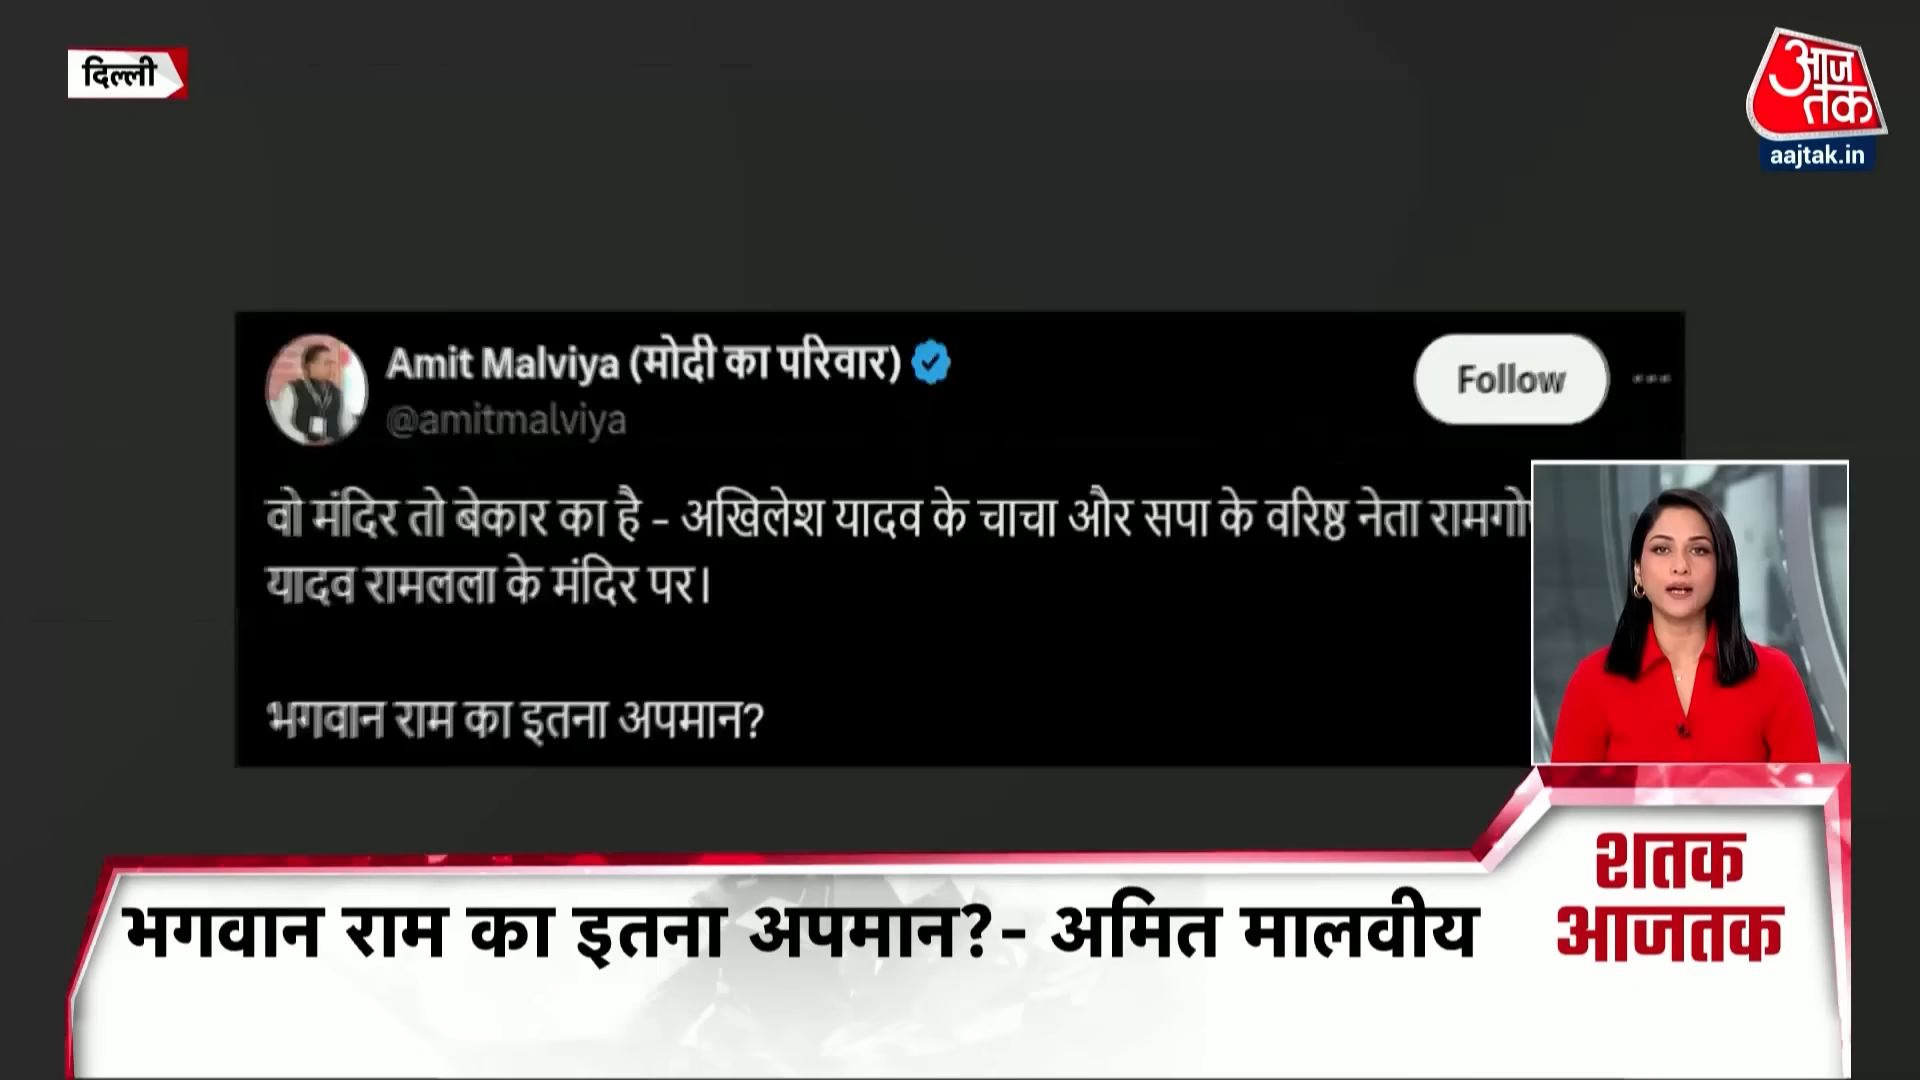 दिल्ली
आज
तक
aajtak.in
Amit Malviya (मोदी का परिवार)
@amitmalviya
Follow
वो मंदिर तो बेकार का है - अखिलेश यादव के चाचा और सपा के वरिष्ठ नेता
यादव रामलला के मंदिर पर।
भगवान राम का इतना अपमान?
भगवान राम का इतना अपमान?- अमित मालवीय
शतक
आजतक